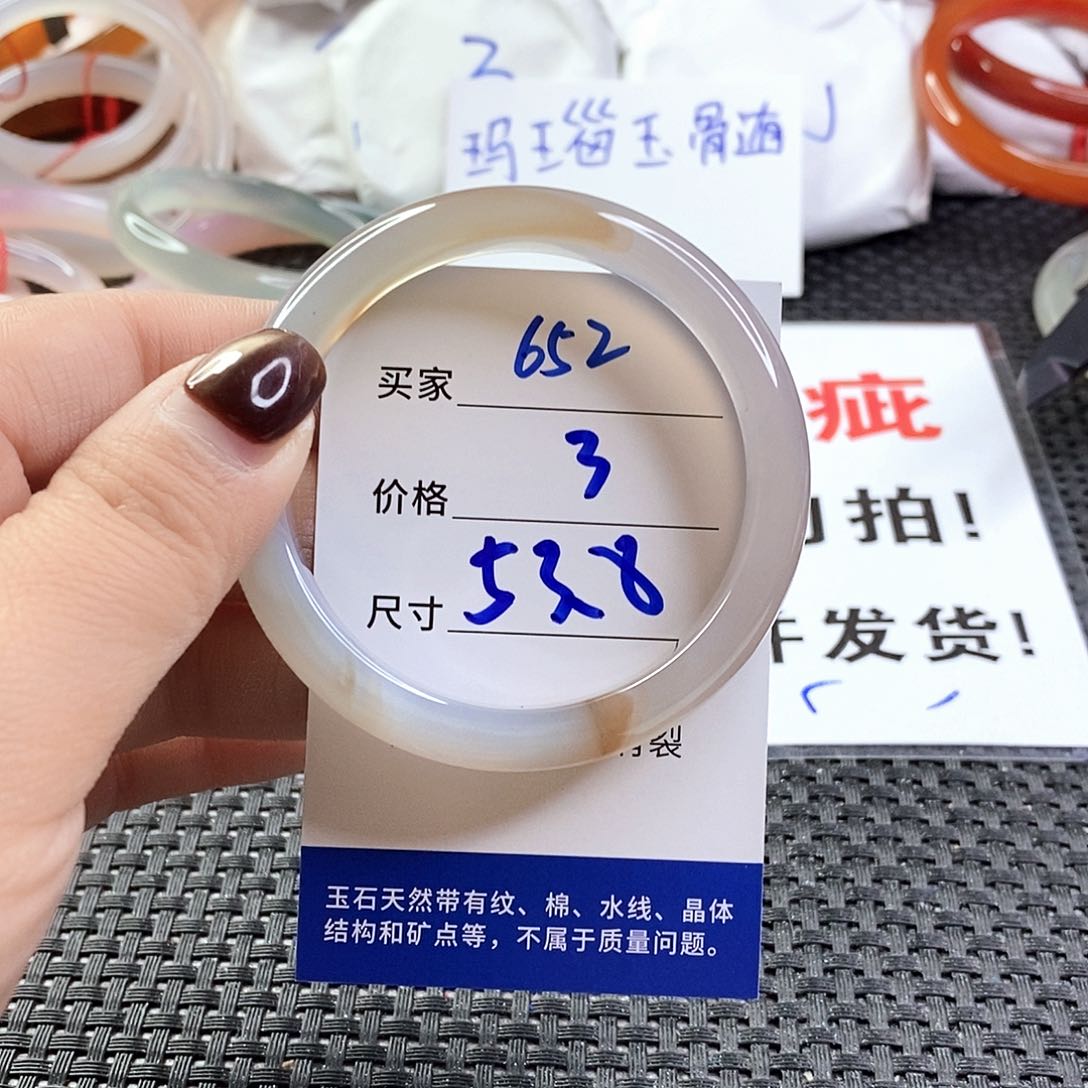 2
玛瑙玉骨髓
买家 652
价格 3
尺寸 53.8
裂
玉石天然带有纹、棉、水线、晶体
结构和矿点等，不属于质量问题。
疵
拍！
发货！